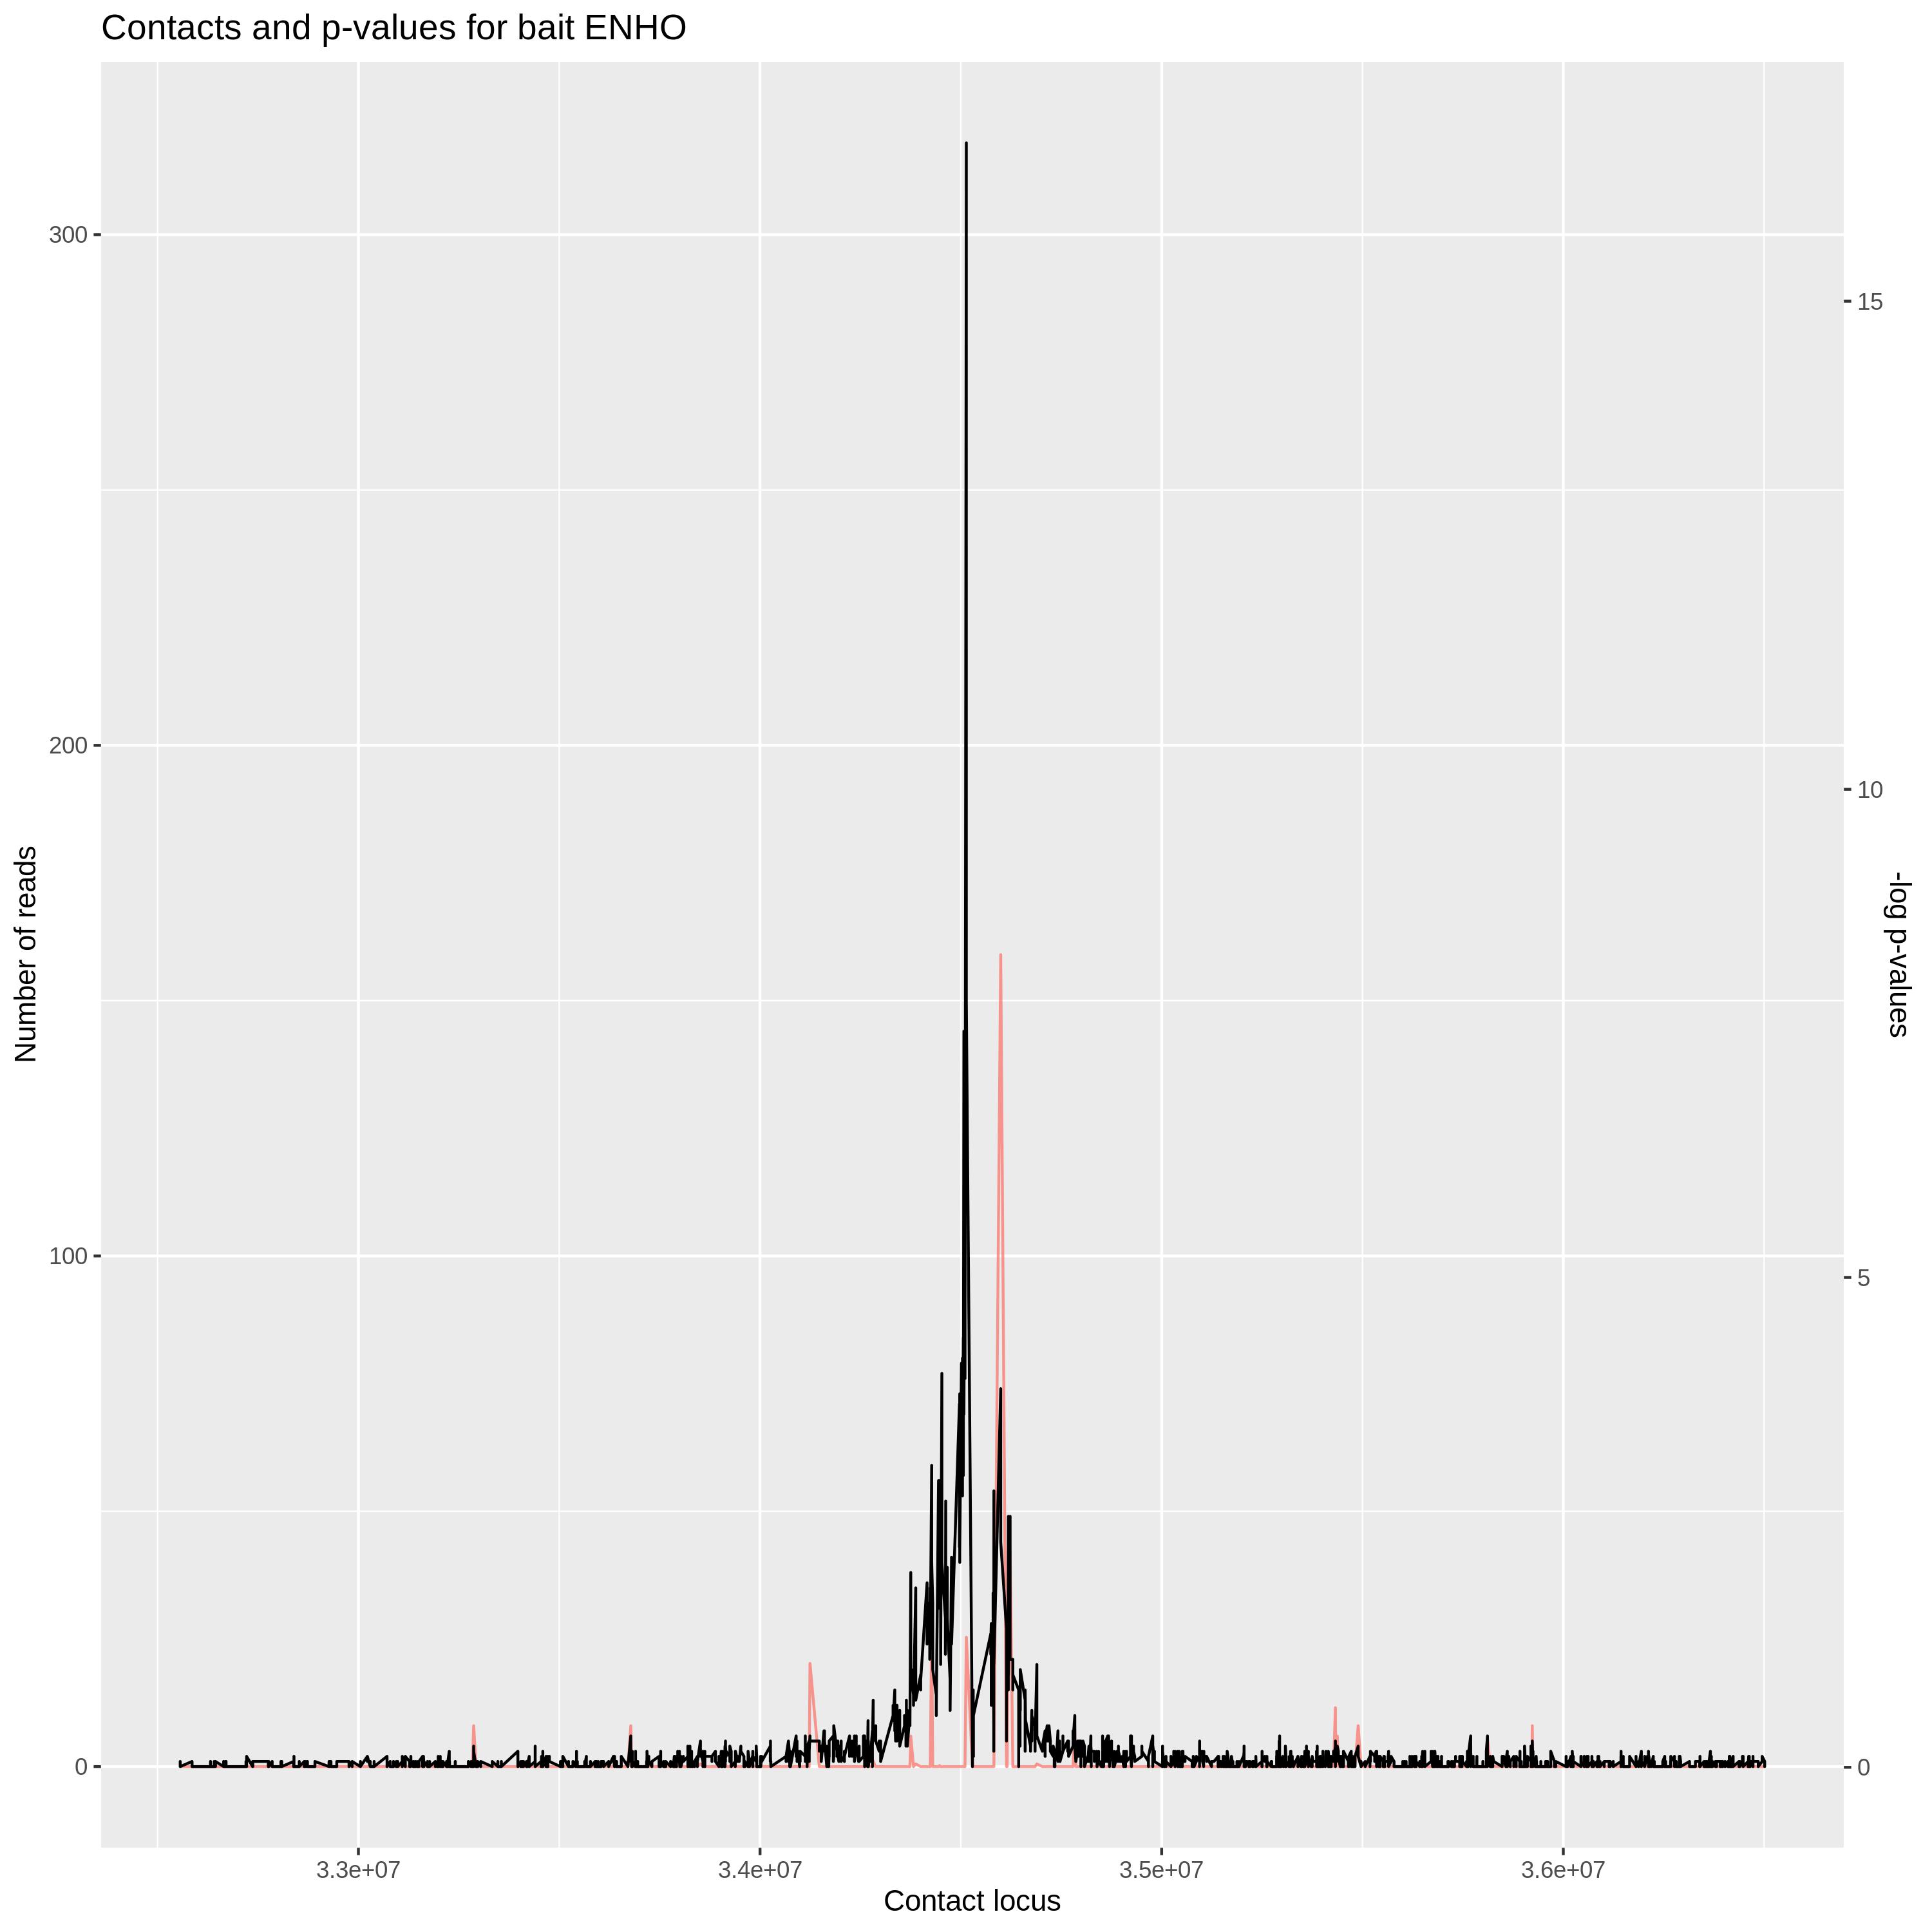 Contacts and p-values for bait ENHO
300
200
100
0
Number of reads
15
10
5
0
-log p-values
3.3e+07
3.4e+07
3.5e+07
3.6e+07
Contact locus